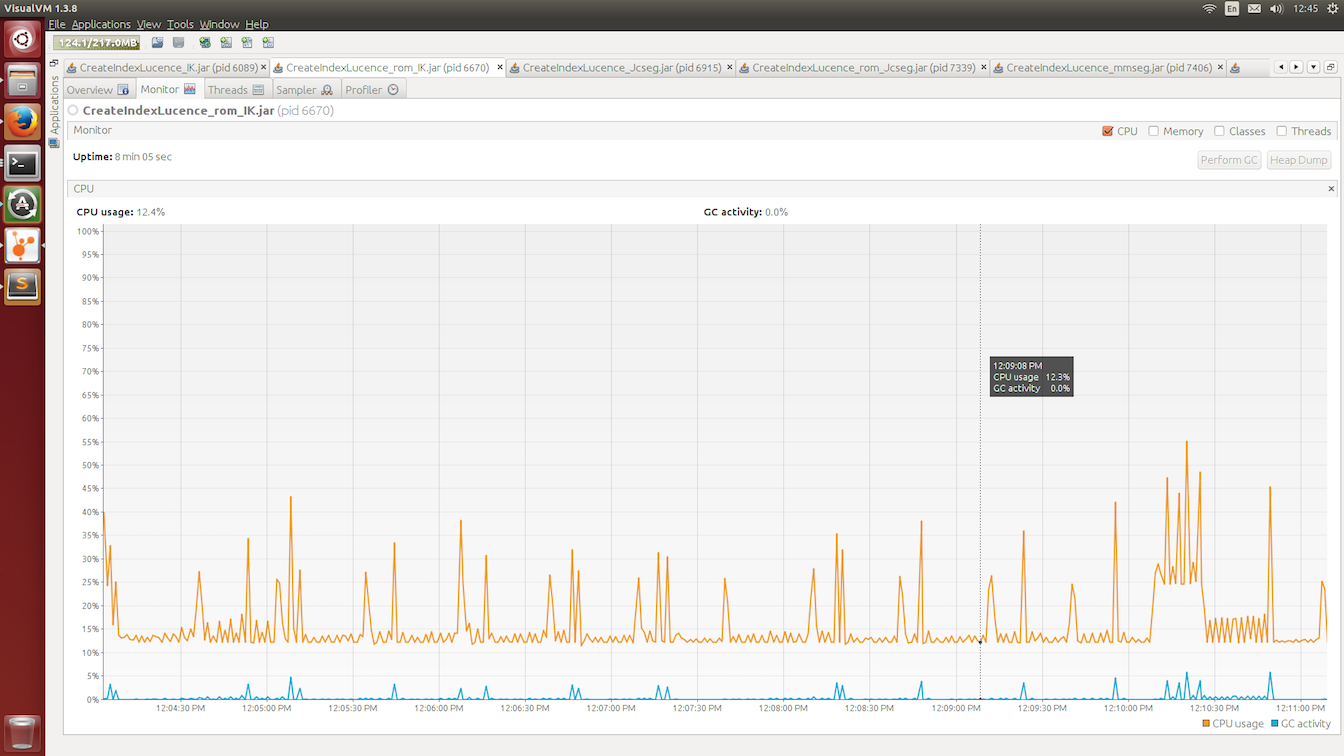 VisualVM 1.3.8
En
12:45
File Applications View Tools Window Help
124.1/217.0MB
Applications
CreateIndexLucence_IK.jar (pid 6089) CreateIndexLucence_rom_IK.jar (pid 6670) CreateIndexLucence_Jcseg.jar (pid 6915) CreateIndexLucence_rom_Jcseg.jar (pid 7339) CreateIndexLucence_mmseg.jar (pid 7406)
Overview Monitor Threads Sampler Profiler
CreateIndexLucence_rom_IK.jar (pid 6670)
Monitor
CPU Memory Classes Threads
Uptime: 8 min 05 sec
Perform GC Heap Dump
CPU
CPU usage: 12.4% GC activity: 0.0%
100%
95%
90%
85%
80%
75%
70%
65%
60%
55%
50%
45%
40%
35%
30%
25%
20%
15%
10%
5%
0%
12:09:08 PM
CPU usage 12.3%
GC activity 0.0%
12:04:30 PM 12:05:00 PM 12:05:30 PM 12:06:00 PM 12:06:30 PM 12:07:00 PM 12:07:30 PM 12:08:00 PM 12:08:30 PM 12:09:00 PM 12:09:30 PM 12:10:00 PM 12:10:30 PM 12:11:00 PM
CPU usage GC activity